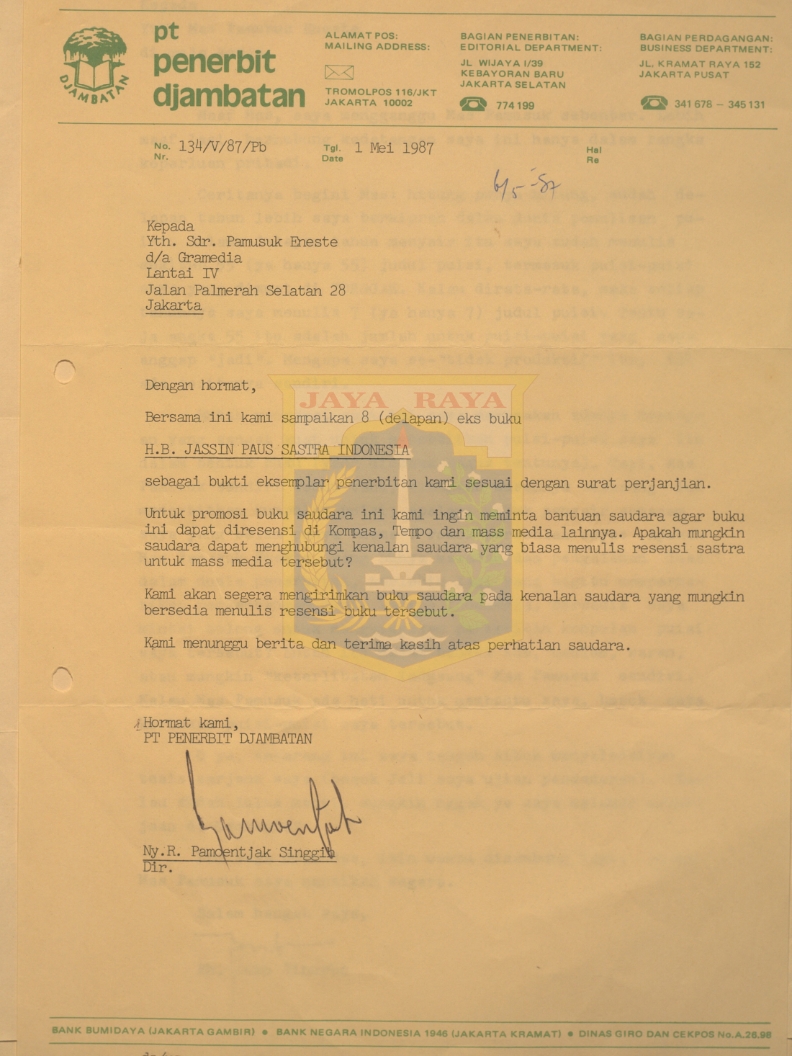 DJAMBATAN
pt
penerbit
djambatan
ALAMAT POS:
MAILING ADDRESS:
TROMOLPOS 116/JKT
JAKARTA 10002
BAGIAN PENERBITAN:
EDITORIAL DEPARTMENT:
JL WIJAYA I/39
KEBAYORAN BARU
JAKARTA SELATAN
774199
BAGIAN PERDAGANGAN:
BUSINESS DEPARTMENT:
JL. KRAMAT RAYA 152
JAKARTA PUSAT
341678 – 345131
No. 134/V/87/Pb
Nr.
Tgl. 1 Mei 1987
Date
Hal
Re
6/5 -87
Kepada
Yth. Sdr. Pamusuk Eneste
d/a Gramedia
Lantai IV
Jalan Palmerah Selatan 28
Jakarta
Dengan hormat,
JAYA RAYA
Bersama ini kami sampaikan 8 (delapan) eks buku
H.B. JASSIN PAUS SASTRA INDONESIA
sebagai bukti eksemplar penerbitan kami sesuai dengan surat perjanjian.
Untuk promosi buku saudara ini kami ingin meminta bantuan saudara agar buku
ini dapat diresensi di Kompas, Tempo dan mass media lainnya. Apakah mungkin
saudara dapat menghubungi kenalan saudara yang biasa menulis resensi sastra
untuk mass media tersebut?
Kami akan segera mengirimkan buku saudara pada kenalan saudara yang mungkin
bersedia menulis resensi buku tersebut.
Kami menunggu berita dan terima kasih atas perhatian saudara.
Hormat kami,
PT PENERBIT DJAMBATAN
Ny.R. Pamoentjak Singgih
Dir.
BANK BUMIDAYA (JAKARTA GAMBIR) ● BANK NEGARA INDONESIA 1946 (JAKARTA KRAMAT) ● DINAS GIRO DAN CEKPOS No.A.26.98